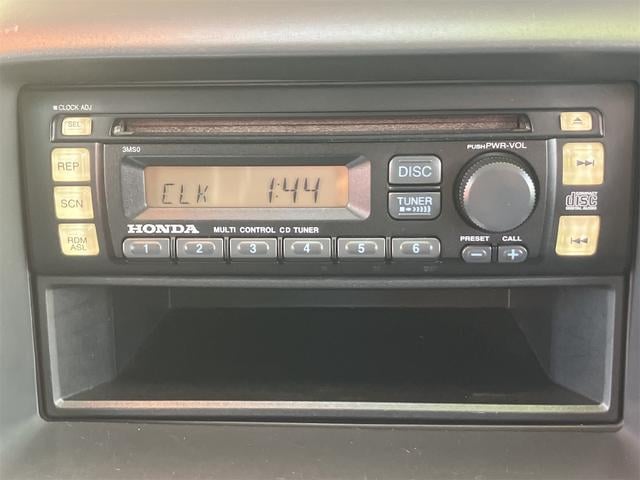 CLOCK ADJ
SEL
3MS0
PUSH PWR-VOL
REP
DISC
SCN
CLK 1:44
TUNER
COMPACT
disc
DIGITAL AUDIO
HONDA MULTI CONTROL CD TUNER
PRESET CALL
RDM
ASL
1 2 3 4 5 6
− +